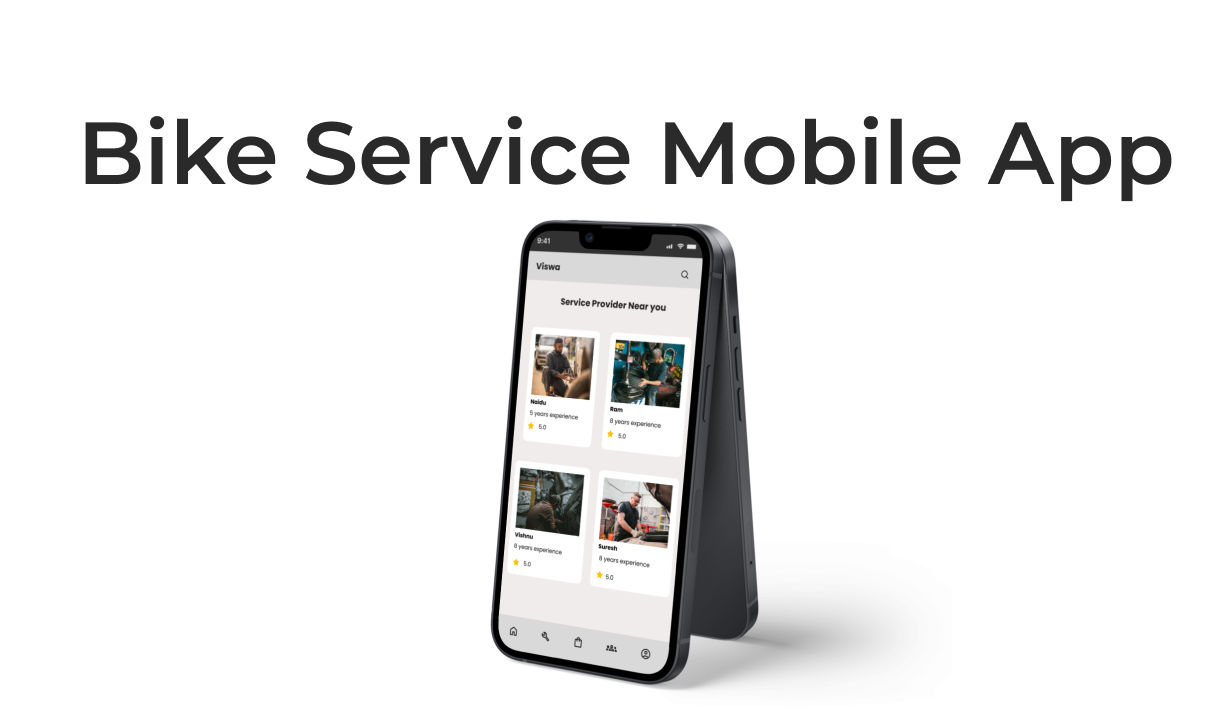 Bike Service Mobile App
9:41
Viswa
Service Provider Near you
Naidu
5 years experience
5.0
Ram
8 years experience
5.0
Vishnu
8 years experience
5.0
Suresh
8 years experience
5.0